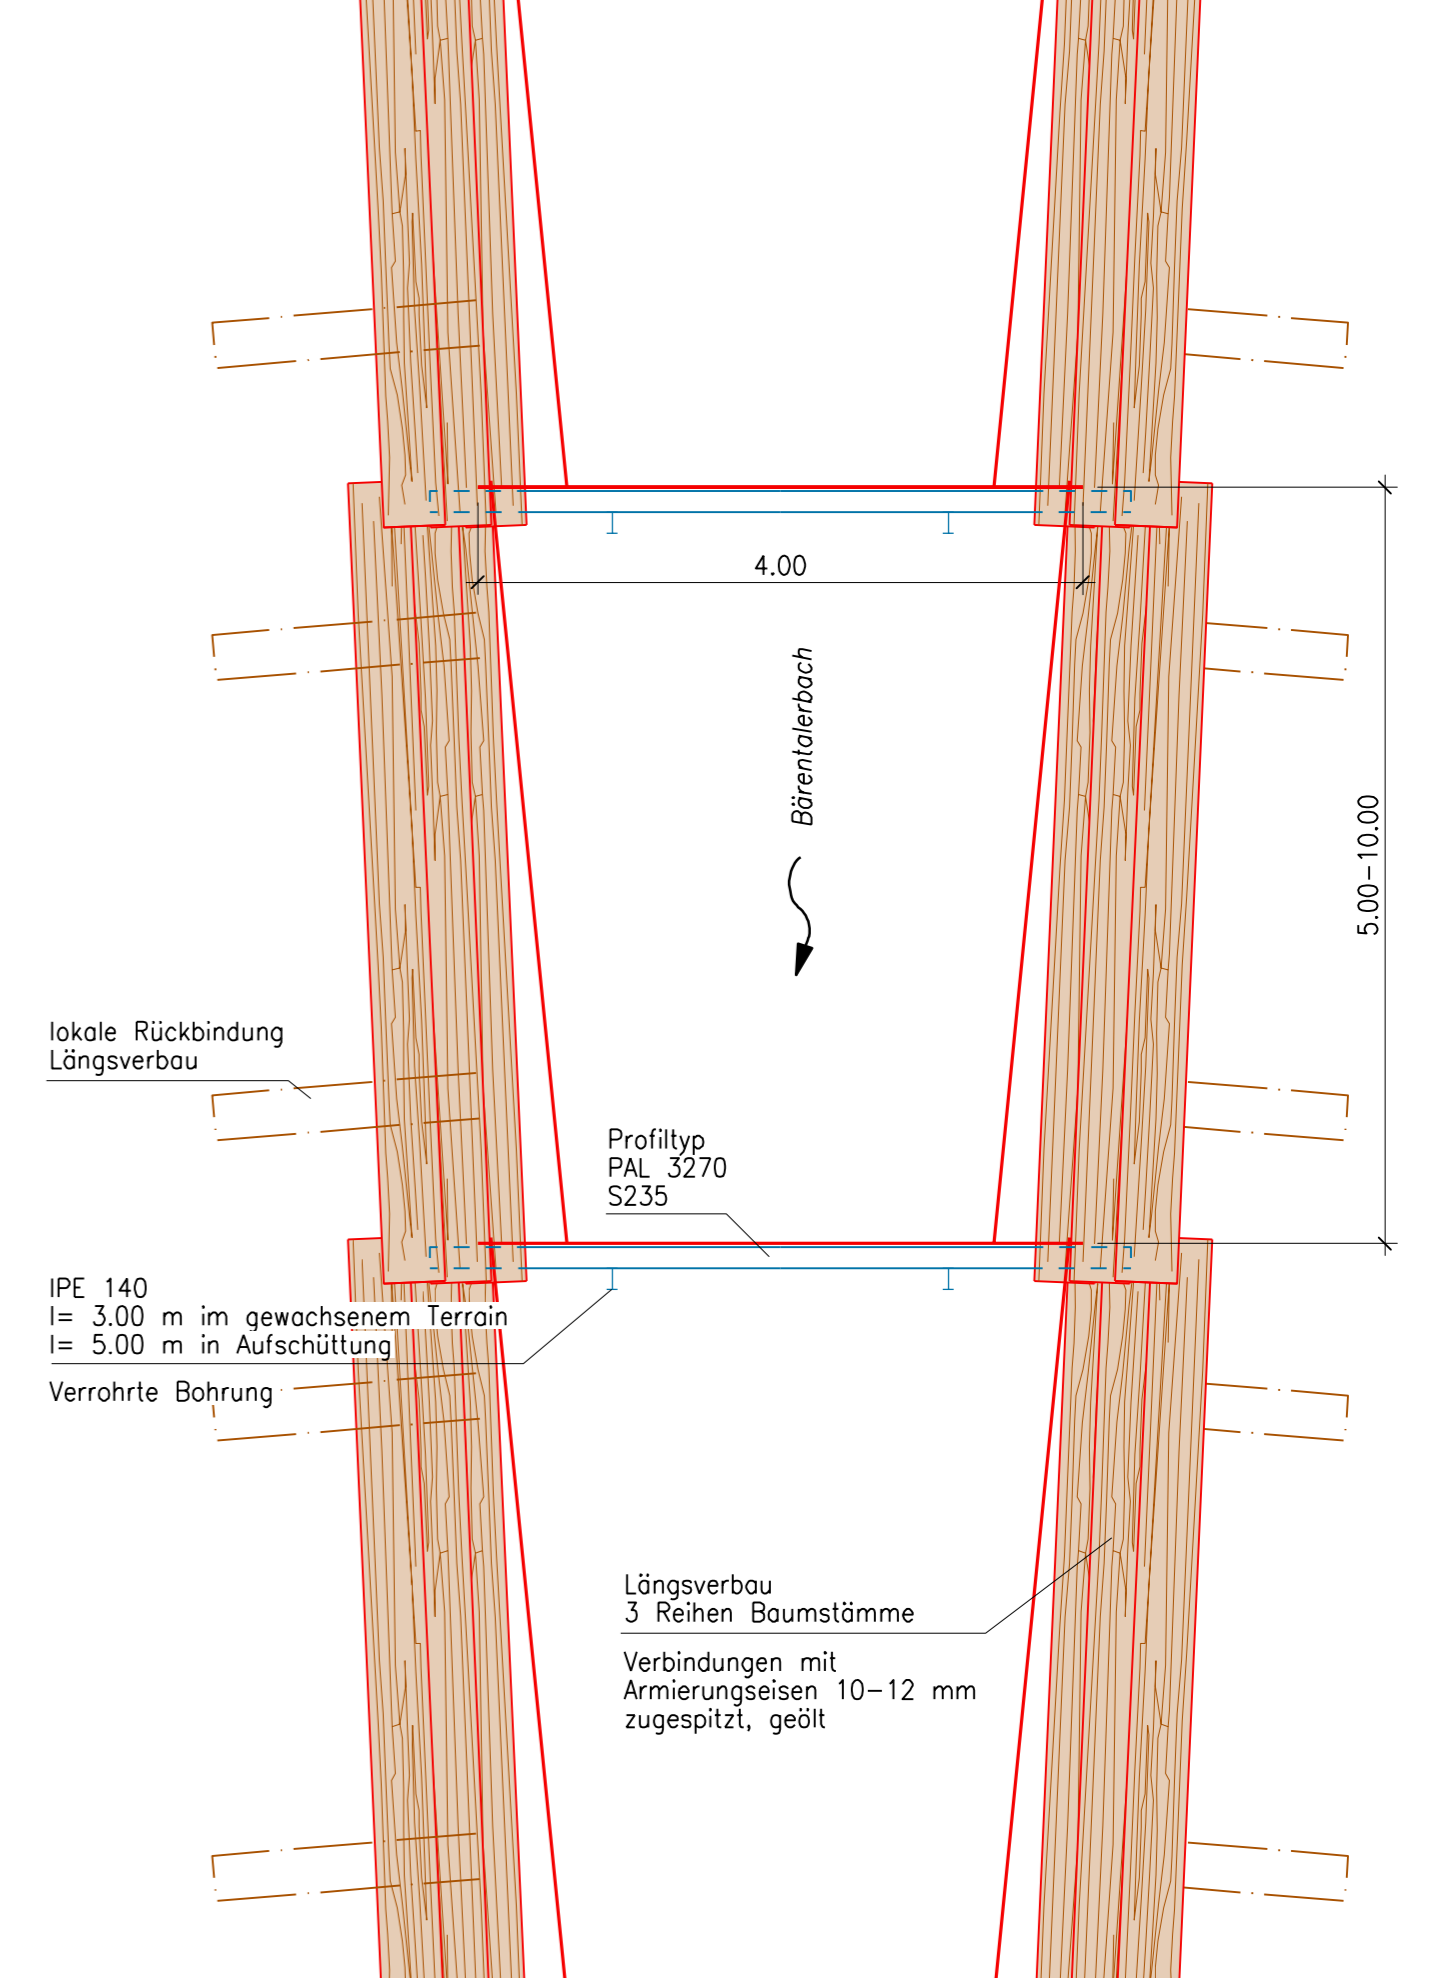 4.00
Bärentalerbach
5.00-10.00
lokale Rückbindung
Längsverbau
Profiltyp
PAL 3270
S235
IPE 140
l= 3.00 m im gewachsenem Terrain
l= 5.00 m in Aufschüttung
Verrohrte Bohrung
Längsverbau
3 Reihen Baumstämme
Verbindungen mit
Armierungseisen 10-12 mm
zugespitzt, geölt